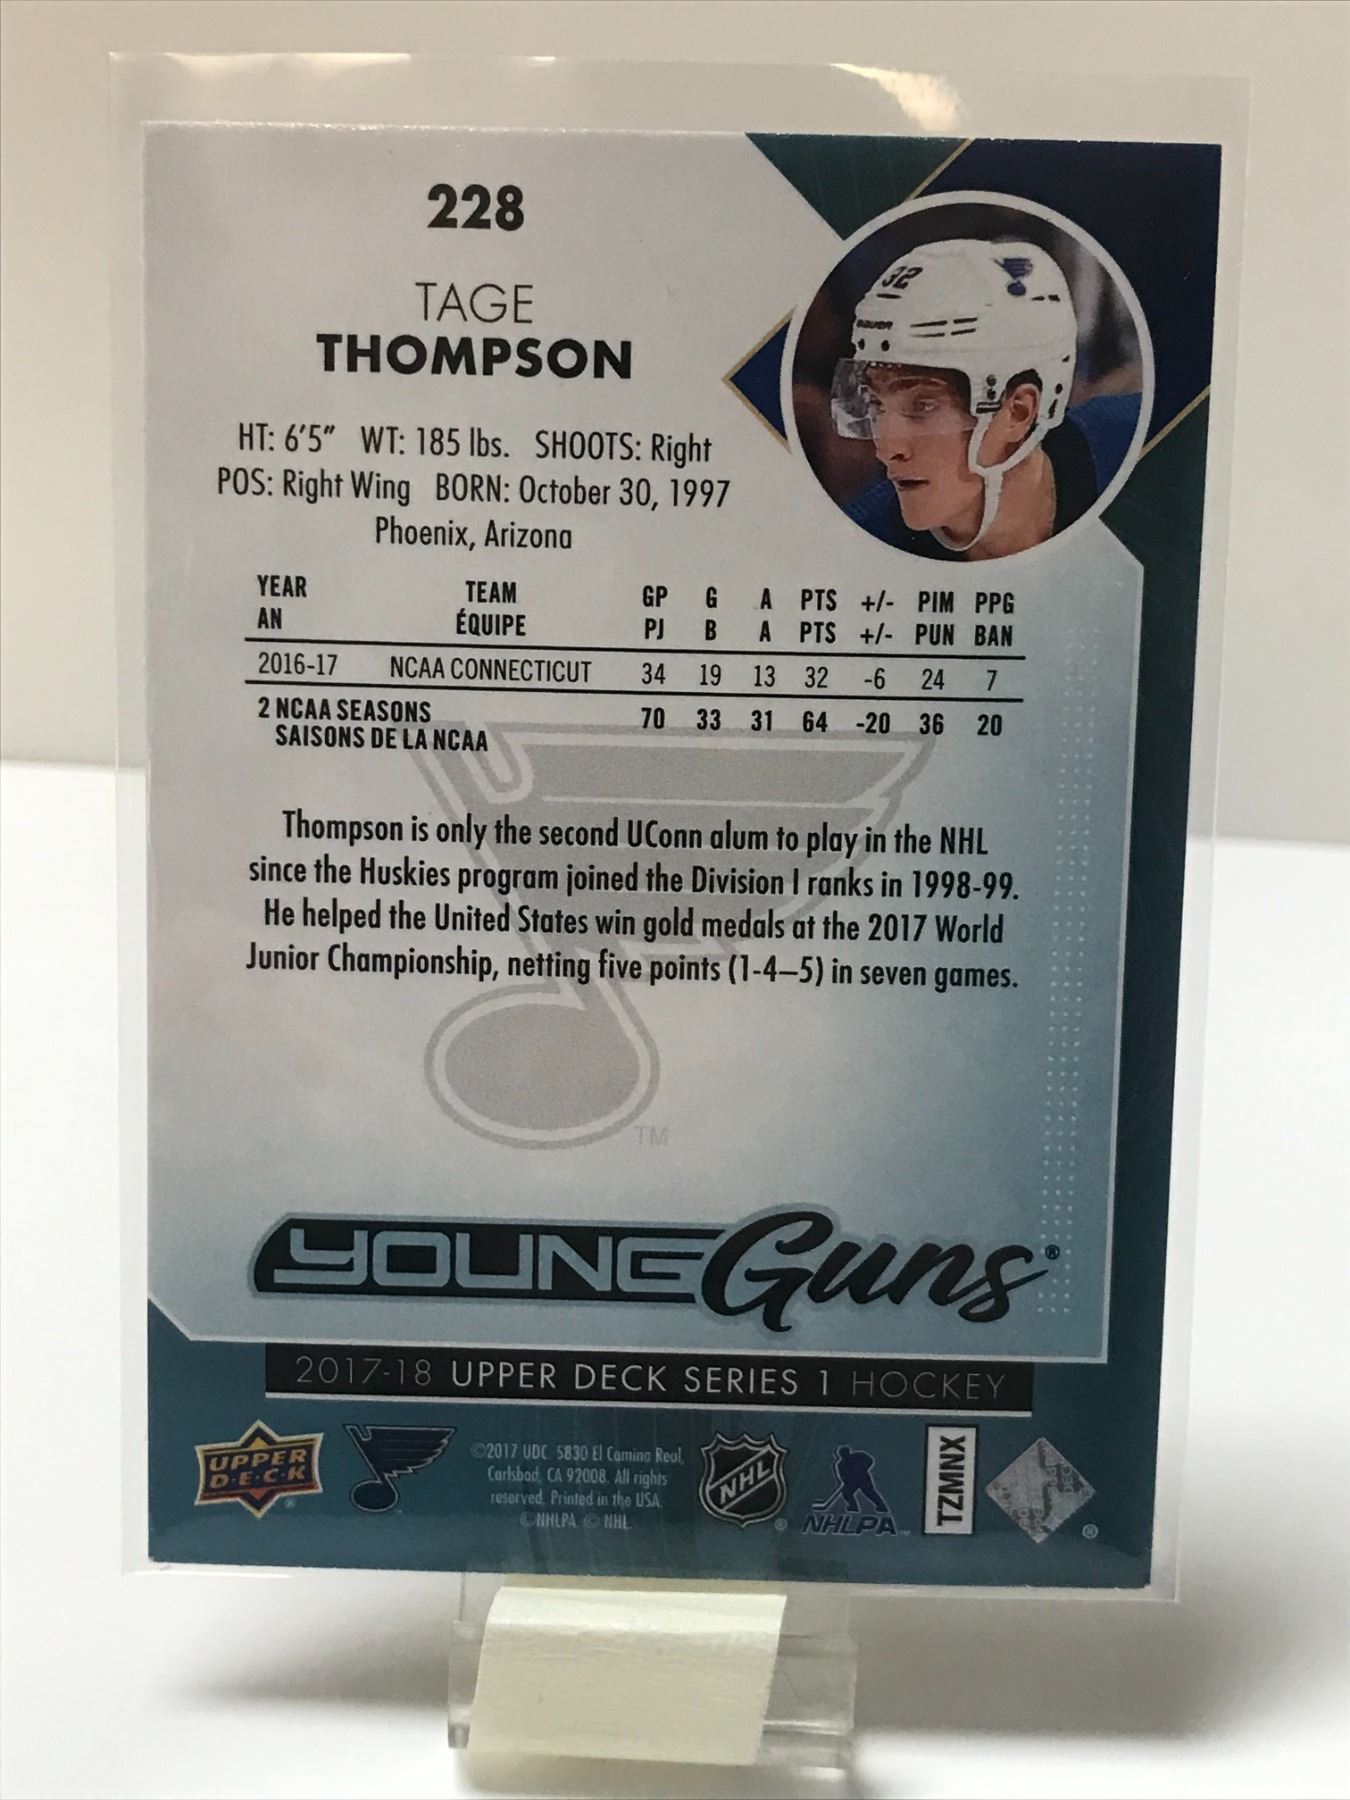 228
TAGE
THOMPSON
HT: 6'5" WT: 185 lbs. SHOOTS: Right
POS: Right Wing BORN: October 30, 1997
Phoenix, Arizona
YEAR TEAM GP G A PTS +/- PIM PPG
AN ÉQUIPE PJ B A PTS +/- PUN BAN
2016-17 NCAA CONNECTICUT 34 19 13 32 -6 24 7
2 NCAA SEASONS 70 33 31 64 -20 36 20
SAISONS DE LA NCAA
Thompson is only the second UConn alum to play in the NHL
since the Huskies program joined the Division I ranks in 1998-99.
He helped the United States win gold medals at the 2017 World
Junior Championship, netting five points (1-4–5) in seven games.
TM
YOUNG Guns®
2017-18 UPPER DECK SERIES 1 HOCKEY
UPPER
D·E·C·K
®
©2017 UDC. 5830 El Camino Real,
Carlsbad, CA 92008. All rights
reserved. Printed in the USA.
©NHLPA © NHL.
NHL
®
NHLPA
TZMNX
®
32
BAUER